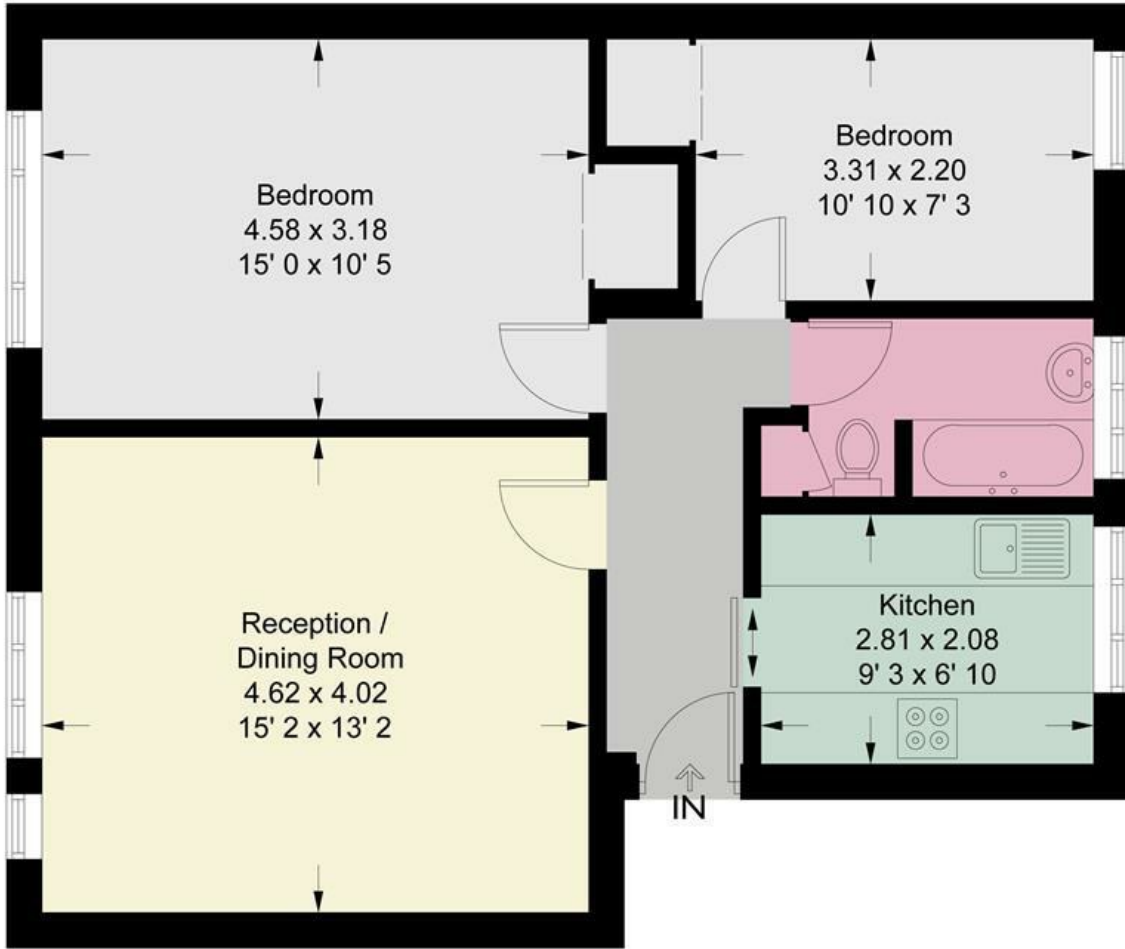 Bedroom
4.58 x 3.18
15' 0 x 10' 5
Bedroom
3.31 x 2.20
10' 10 x 7' 3
Reception /
Dining Room
4.62 x 4.02
15' 2 x 13' 2
Kitchen
2.81 x 2.08
9' 3 x 6' 10
IN